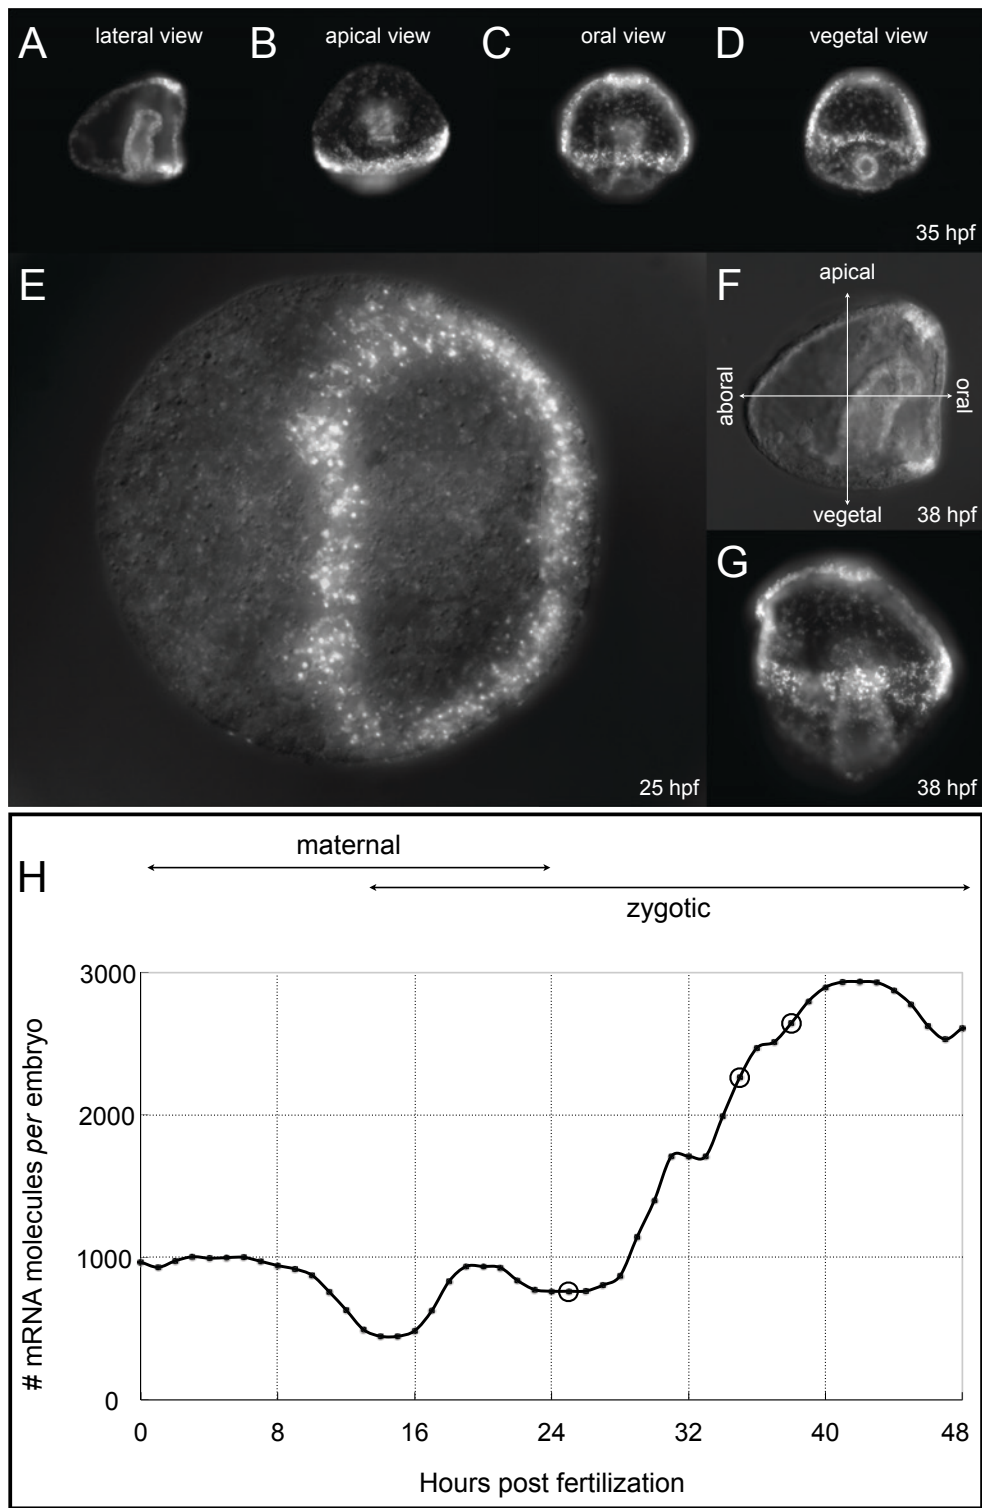 A
lateral view
B
apical view
C
oral view
D
vegetal view
35 hpf
E
25 hpf
F
apical
aboral
oral
vegetal
38 hpf
G
38 hpf
H
maternal
zygotic
# mRNA molecules per embryo
3000
2000
1000
0
0 8 16 24 32 40 48
Hours post fertilization